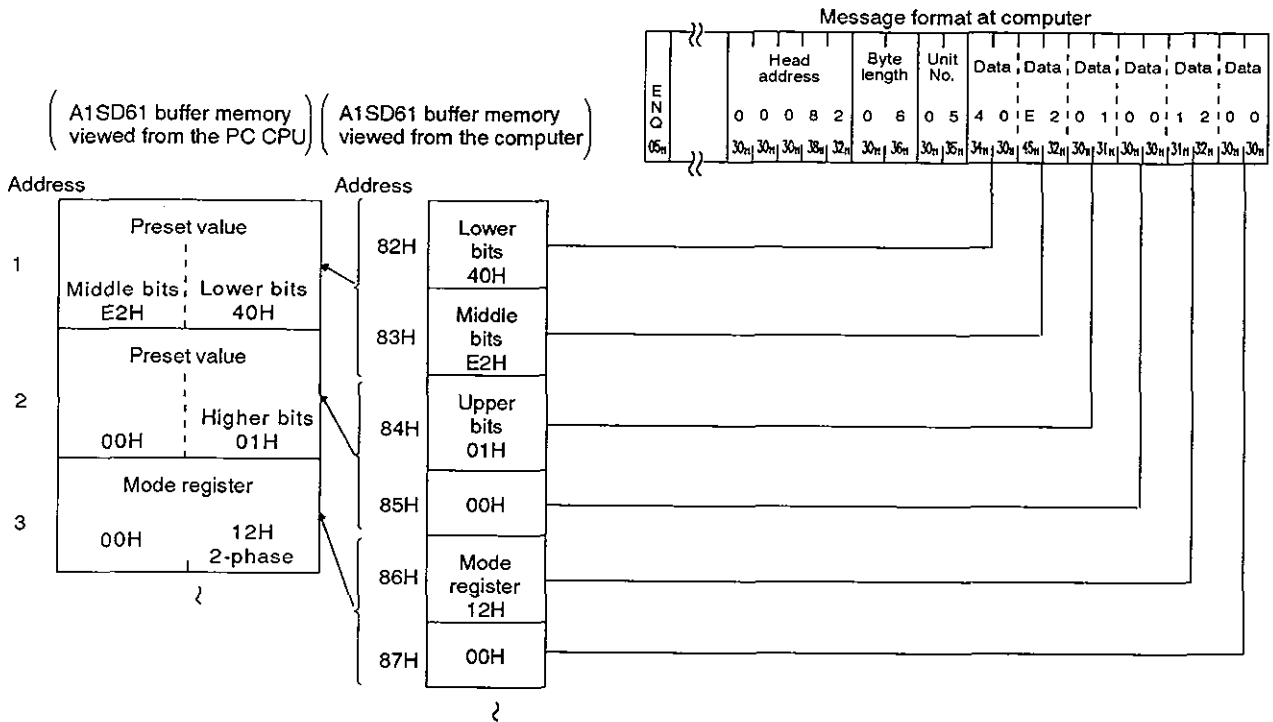 Message format at computer
Head address
Byte length
Unit No.
Data Data Data Data Data Data
ENQ
0 0 0 8 2 0 6 0 5 4 0 E 2 0 1 0 0 1 2 0 0
05H 30H 30H 30H 38H 32H 30H 36H 30H 35H 34H 30H 45H 32H 30H 31H 30H 30H 31H 32H 30H 30H
(A1SD61 buffer memory viewed from the PC CPU)
(A1SD61 buffer memory viewed from the computer)
Address
Address
1
Preset value
Middle bits Lower bits
E2H 40H
2
Preset value
Higher bits
00H 01H
3
Mode register
00H 12H
2-phase
82H
Lower bits
40H
83H
Middle bits
E2H
84H
Upper bits
01H
85H
00H
86H
Mode register
12H
87H
00H